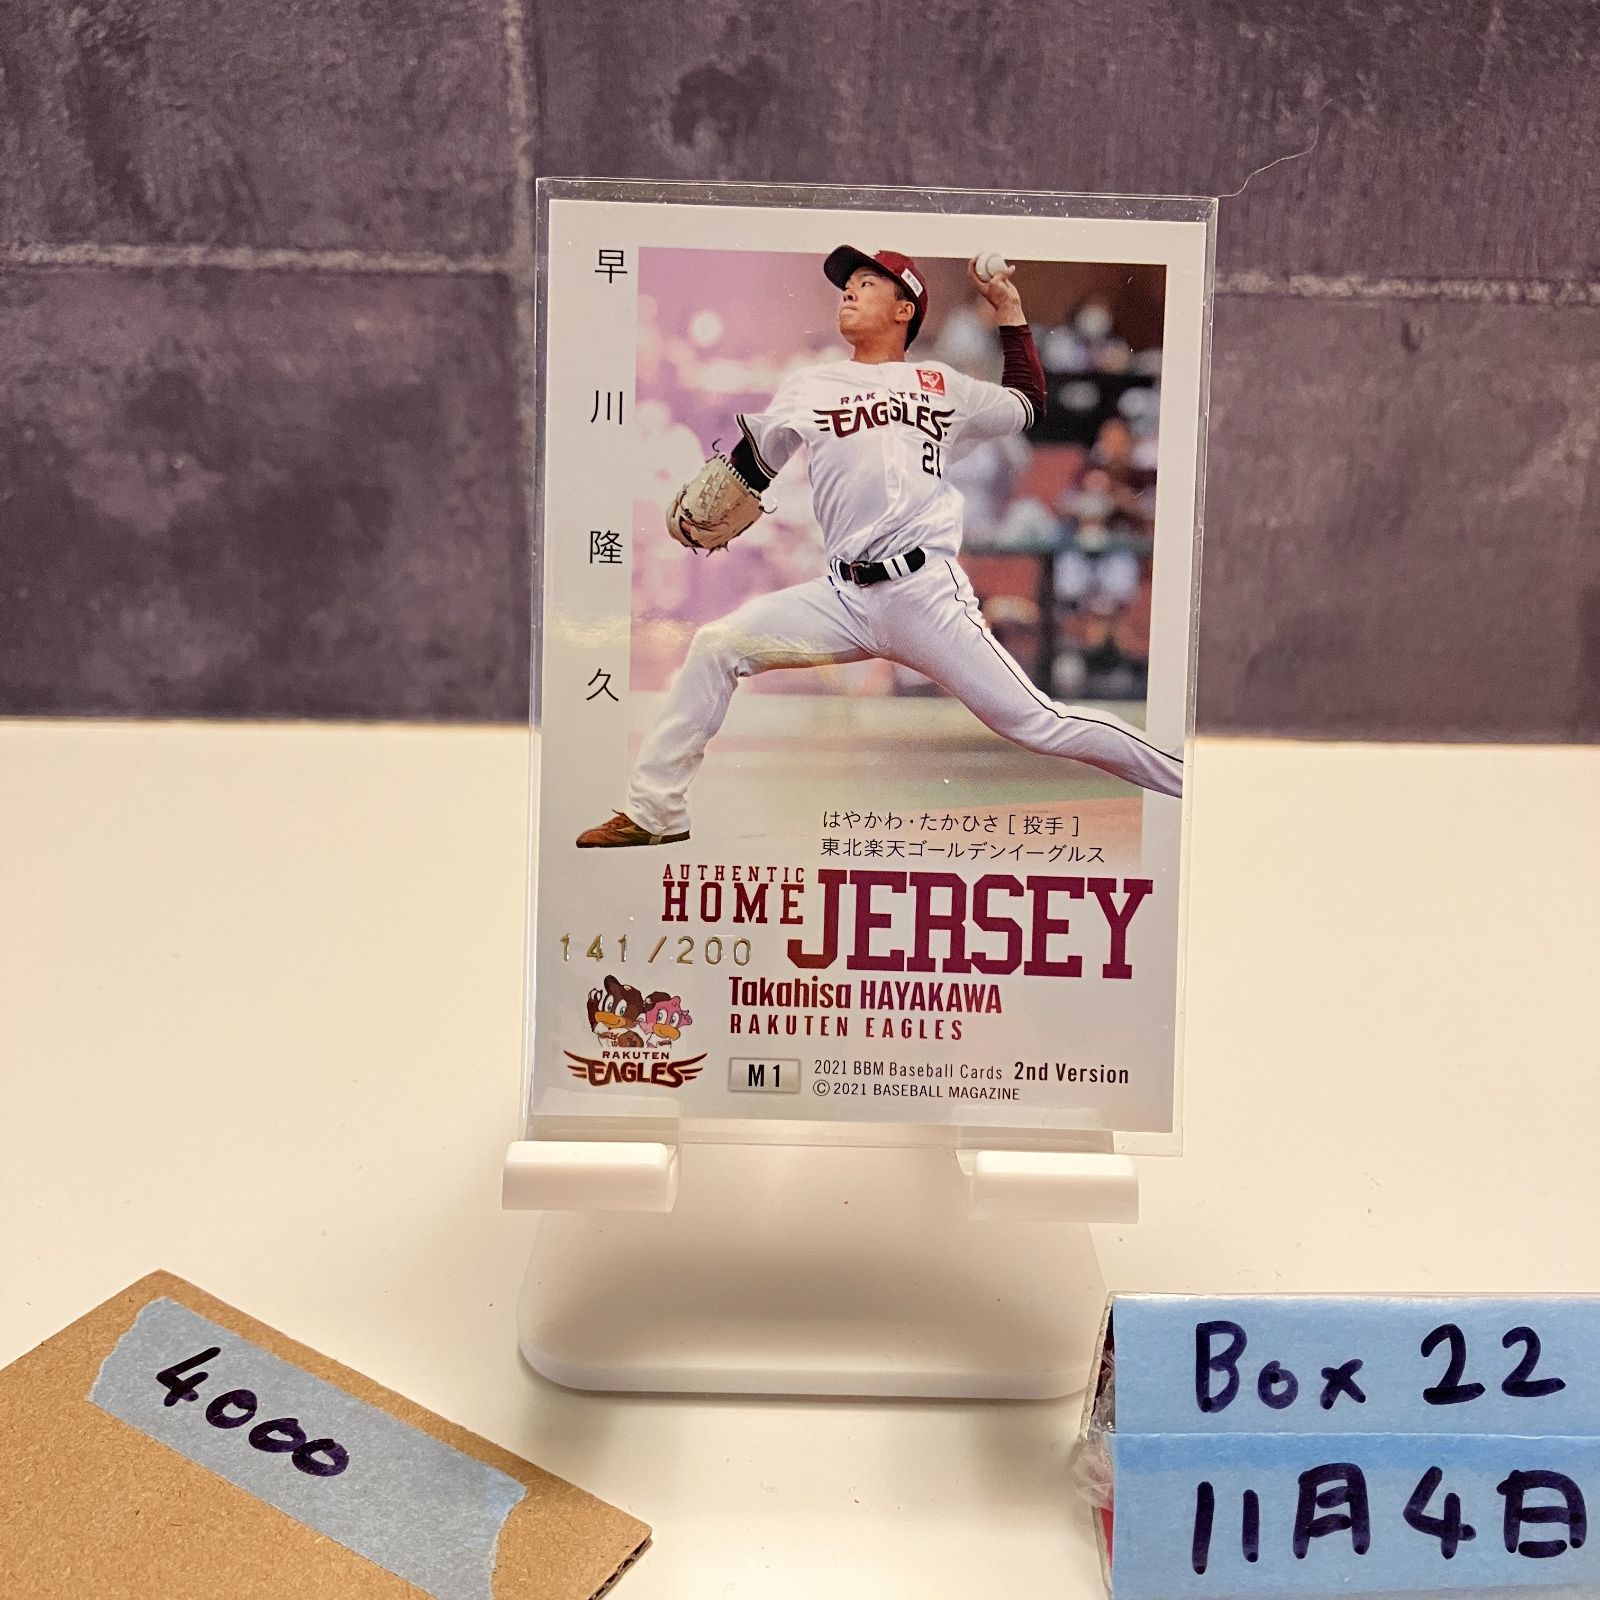 早川隆久
RAKUTEN
EAGLES
21
はやかわ・たかひさ [ 投手 ]
東北楽天ゴールデンイーグルス
AUTHENTIC
HOME JERSEY
141/200
Takahisa HAYAKAWA
RAKUTEN EAGLES
RAKUTEN
EAGLES
M1
2021 BBM Baseball Cards 2nd Version
©2021 BASEBALL MAGAZINE
4000
Box 22
11月4日